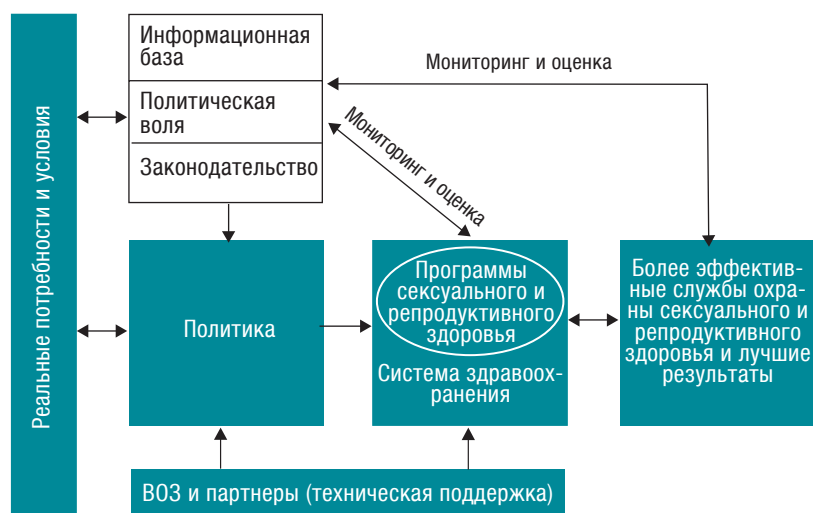 Реальные потребности и условия
Информационная
база
Политическая
воля
Законодательство
Мониторинг и оценка
Мониторинг и оценка
Политика
Программы
сексуального и
репродуктивного
здоровья
Система здравоох-
ранения
Более эффектив-
ные службы охра-
ны сексуального и
репродуктивного
здоровья и лучшие
результаты
ВОЗ и партнеры (техническая поддержка)